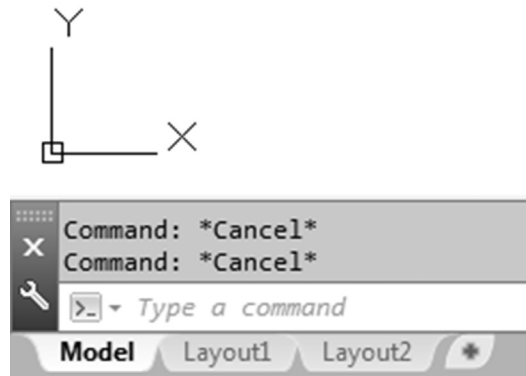 Y
X
Command: *Cancel*
Command: *Cancel*
Type a command
Model Layout1 Layout2